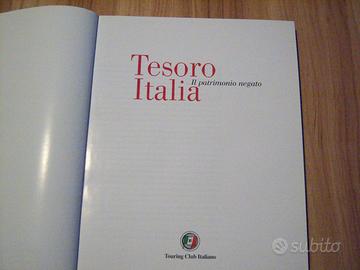 Tesoro
Il patrimonio negato
Italia
Touring Club Italiano
subito